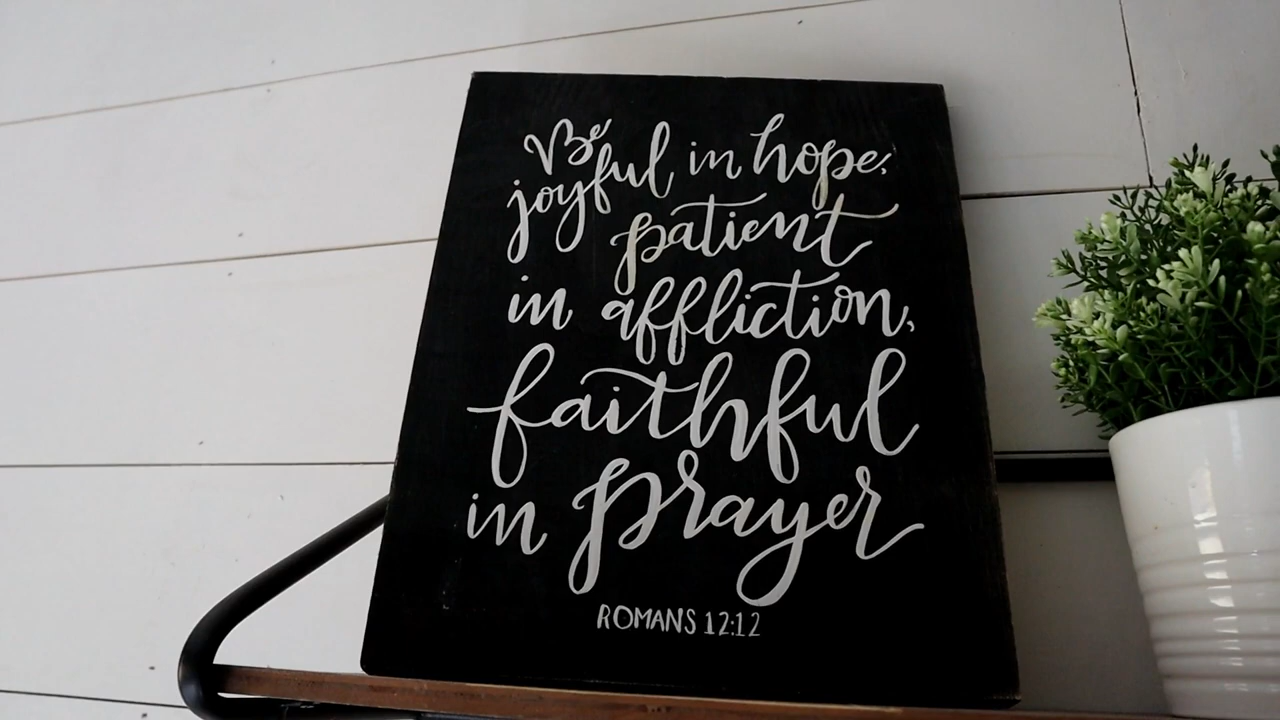 Be
joyful in hope,
patient
in affliction,
faithful
in prayer
ROMANS 12:12